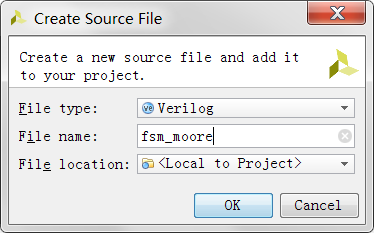 Create Source File
Create a new source file and add it
to your project.
File type: Verilog
File name: fsm_moore
File location: <Local to Project>
OK Cancel